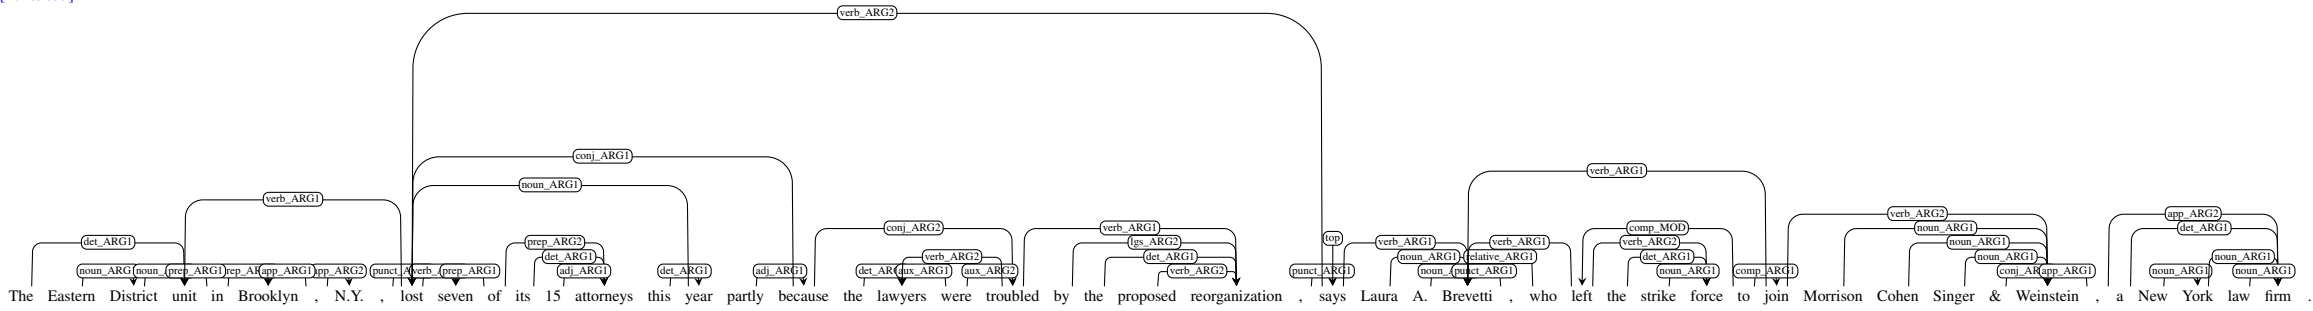 verb_ARG2
conj_ARG1
noun_ARG1
verb_ARG1
verb_ARG1
verb_ARG2 app_ARG2
conj_ARG2 verb_ARG1 comp_MOD noun_ARG1 det_ARG1
det_ARG1 prep_ARG2 lgs_ARG2 top verb_ARG1 verb_ARG1 verb_ARG2 noun_ARG1
det_ARG1 verb_ARG2 det_ARG1 noun_ARG1 relative_ARG1 det_ARG1 noun_ARG1 noun_ARG1
prep_ARG1 app_ARG1 prep_ARG1 adj_ARG1 det_ARG1 adj_ARG1 aux_ARG1 aux_ARG2 verb_ARG2 punct_ARG1 punct_ARG1 noun_ARG1 comp_ARG1 app_ARG1 noun_ARG1 noun_ARG1
The Eastern District unit in Brooklyn , N.Y. , lost seven of its 15 attorneys this year partly because the lawyers were troubled by the proposed reorganization , says Laura A. Brevetti , who left the strike force to join Morrison Cohen Singer & Weinstein , a New York law firm .